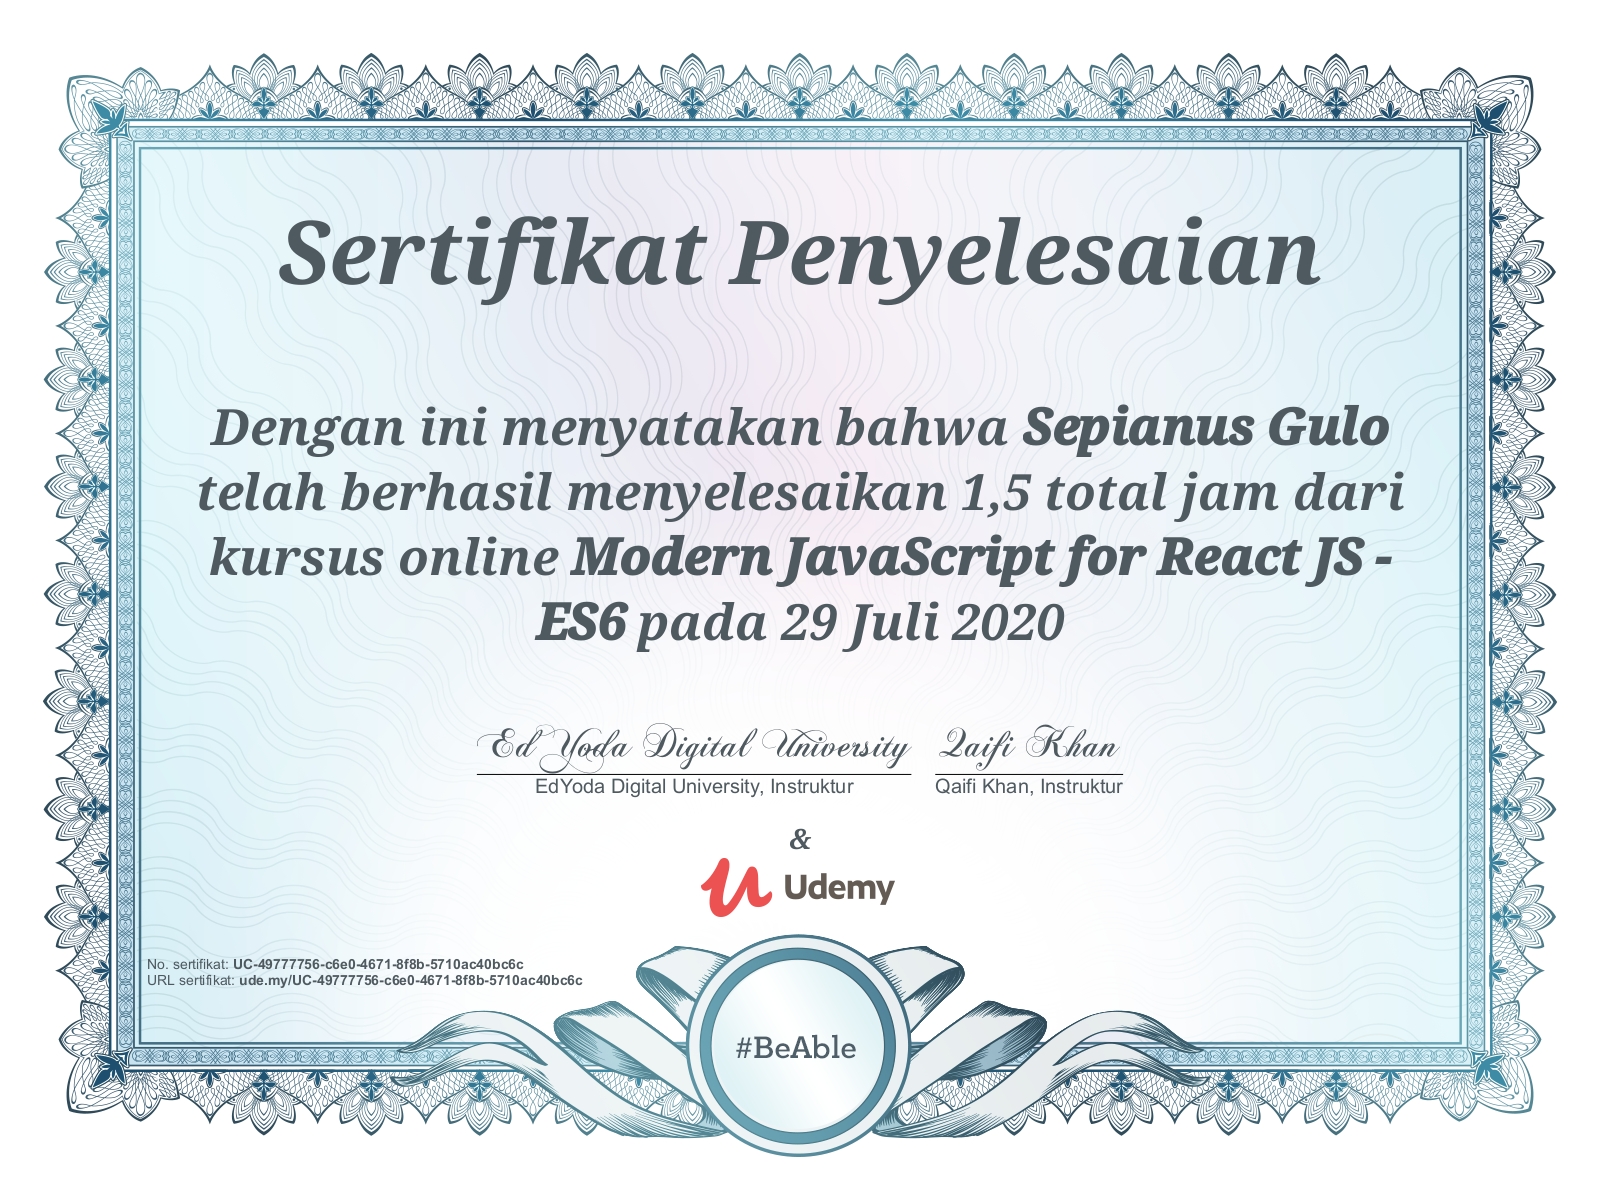 Sertifikat Penyelesaian
Dengan ini menyatakan bahwa Sepianus Gulo
telah berhasil menyelesaikan 1,5 total jam dari
kursus online Modern JavaScript for React JS -
ES6 pada 29 Juli 2020
Ed Yoda Digital University Qaifi Khan
EdYoda Digital University, Instruktur Qaifi Khan, Instruktur
&
Udemy
No. sertifikat: UC-49777756-c6e0-4671-8f8b-5710ac40bc6c
URL sertifikat: ude.my/UC-49777756-c6e0-4671-8f8b-5710ac40bc6c
#BeAble